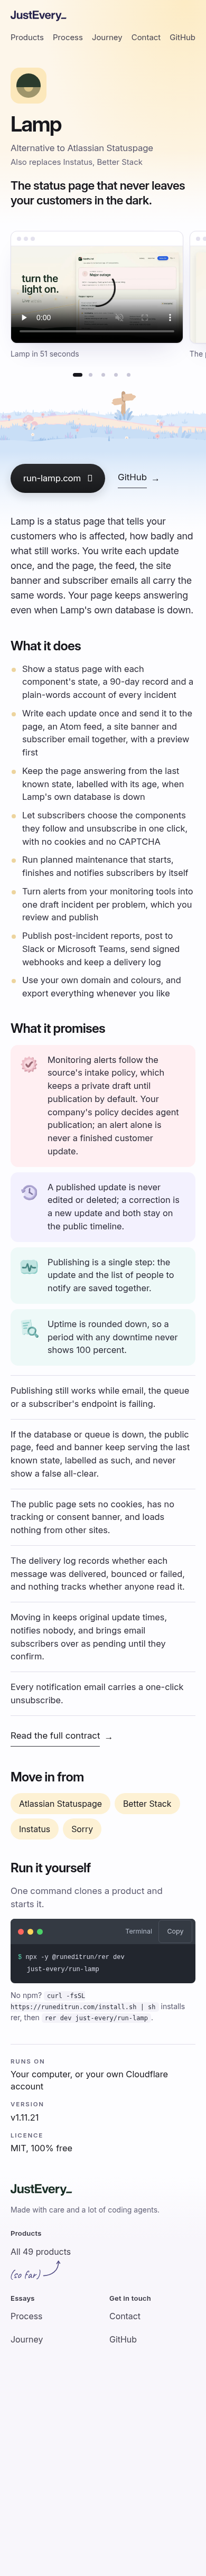 JustEvery_
Products Process Journey Contact GitHub
Lamp
Alternative to Atlassian Statuspage
Also replaces Instatus, Better Stack
The status page that never leaves
your customers in the dark.
turn the
light on.
Major outage
0:00
Lamp in 51 seconds
The p
run-lamp.com
GitHub →
Lamp is a status page that tells your
customers who is affected, how badly and
what still works. You write each update
once, and the page, the feed, the site
banner and subscriber emails all carry the
same words. Your page keeps answering
even when Lamp's own database is down.
What it does
Show a status page with each
component's state, a 90-day record and a
plain-words account of every incident
Write each update once and send it to the
page, an Atom feed, a site banner and
subscriber email together, with a preview
first
Keep the page answering from the last
known state, labelled with its age, when
Lamp's own database is down
Let subscribers choose the components
they follow and unsubscribe in one click,
with no cookies and no CAPTCHA
Run planned maintenance that starts,
finishes and notifies subscribers by itself
Turn alerts from your monitoring tools into
one draft incident per problem, which you
review and publish
Publish post-incident reports, post to
Slack or Microsoft Teams, send signed
webhooks and keep a delivery log
Use your own domain and colours, and
export everything whenever you like
What it promises
Monitoring alerts follow the
source's intake policy, which
keeps a private draft until
publication by default. Your
company's policy decides agent
publication; an alert alone is
never a finished customer
update.
A published update is never
edited or deleted; a correction is
a new update and both stay on
the public timeline.
Publishing is a single step: the
update and the list of people to
notify are saved together.
Uptime is rounded down, so a
period with any downtime never
shows 100 percent.
Publishing still works while email, the queue
or a subscriber's endpoint is failing.
If the database or queue is down, the public
page, feed and banner keep serving the last
known state, labelled as such, and never
show a false all-clear.
The public page sets no cookies, has no
tracking or consent banner, and loads
nothing from other sites.
The delivery log records whether each
message was delivered, bounced or failed,
and nothing tracks whether anyone read it.
Moving in keeps original update times,
notifies nobody, and brings email
subscribers over as pending until they
confirm.
Every notification email carries a one-click
unsubscribe.
Read the full contract →
Move in from
Atlassian Statuspage Better Stack
Instatus Sorry
Run it yourself
One command clones a product and
starts it.
Terminal Copy
$ npx -y @runeditrun/rer dev
just-every/run-lamp
No npm? curl -fsSL
https://runeditrun.com/install.sh | sh installs
rer, then rer dev just-every/run-lamp .
RUNS ON
Your computer, or your own Cloudflare
account
VERSION
v1.11.21
LICENCE
MIT, 100% free
JustEvery_
Made with care and a lot of coding agents.
Products
All 49 products
(so far)
Essays Get in touch
Process Contact
Journey GitHub